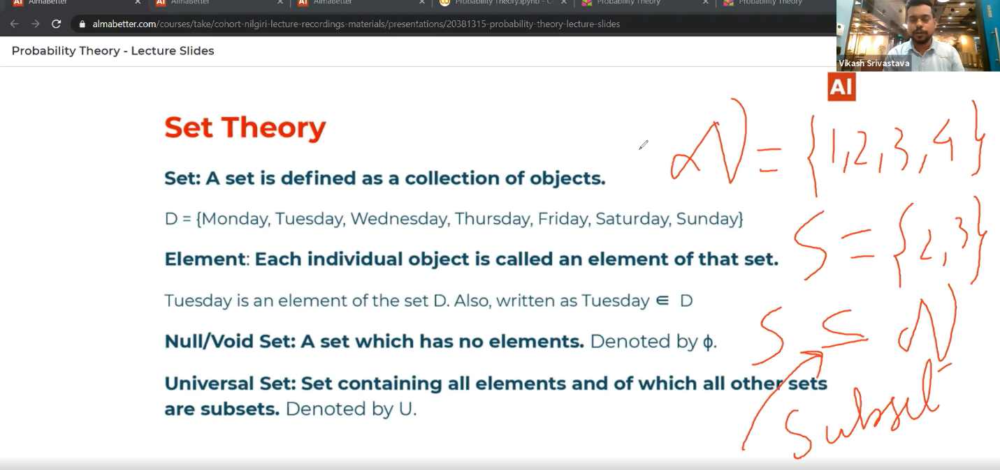 AlmaBetter
AlmaBetter
AlmaBetter
Probability Theory.ipynb - C
Probability Theory
Probability Theory
almabetter.com/courses/take/cohort-nilgiri-lecture-recordings-materials/presentations/20381315-probability-theory-lecture-slides
Probability Theory - Lecture Slides
Vikash Srivastava
AI
Set Theory
Set: A set is defined as a collection of objects.
D = {Monday, Tuesday, Wednesday, Thursday, Friday, Saturday, Sunday}
Element: Each individual object is called an element of that set.
Tuesday is an element of the set D. Also, written as Tuesday ∈ D
Null/Void Set: A set which has no elements. Denoted by ϕ.
Universal Set: Set containing all elements and of which all other sets
are subsets. Denoted by U.
N = {1,2,3,4}
S = {2,3}
S ⊆ N
Subset